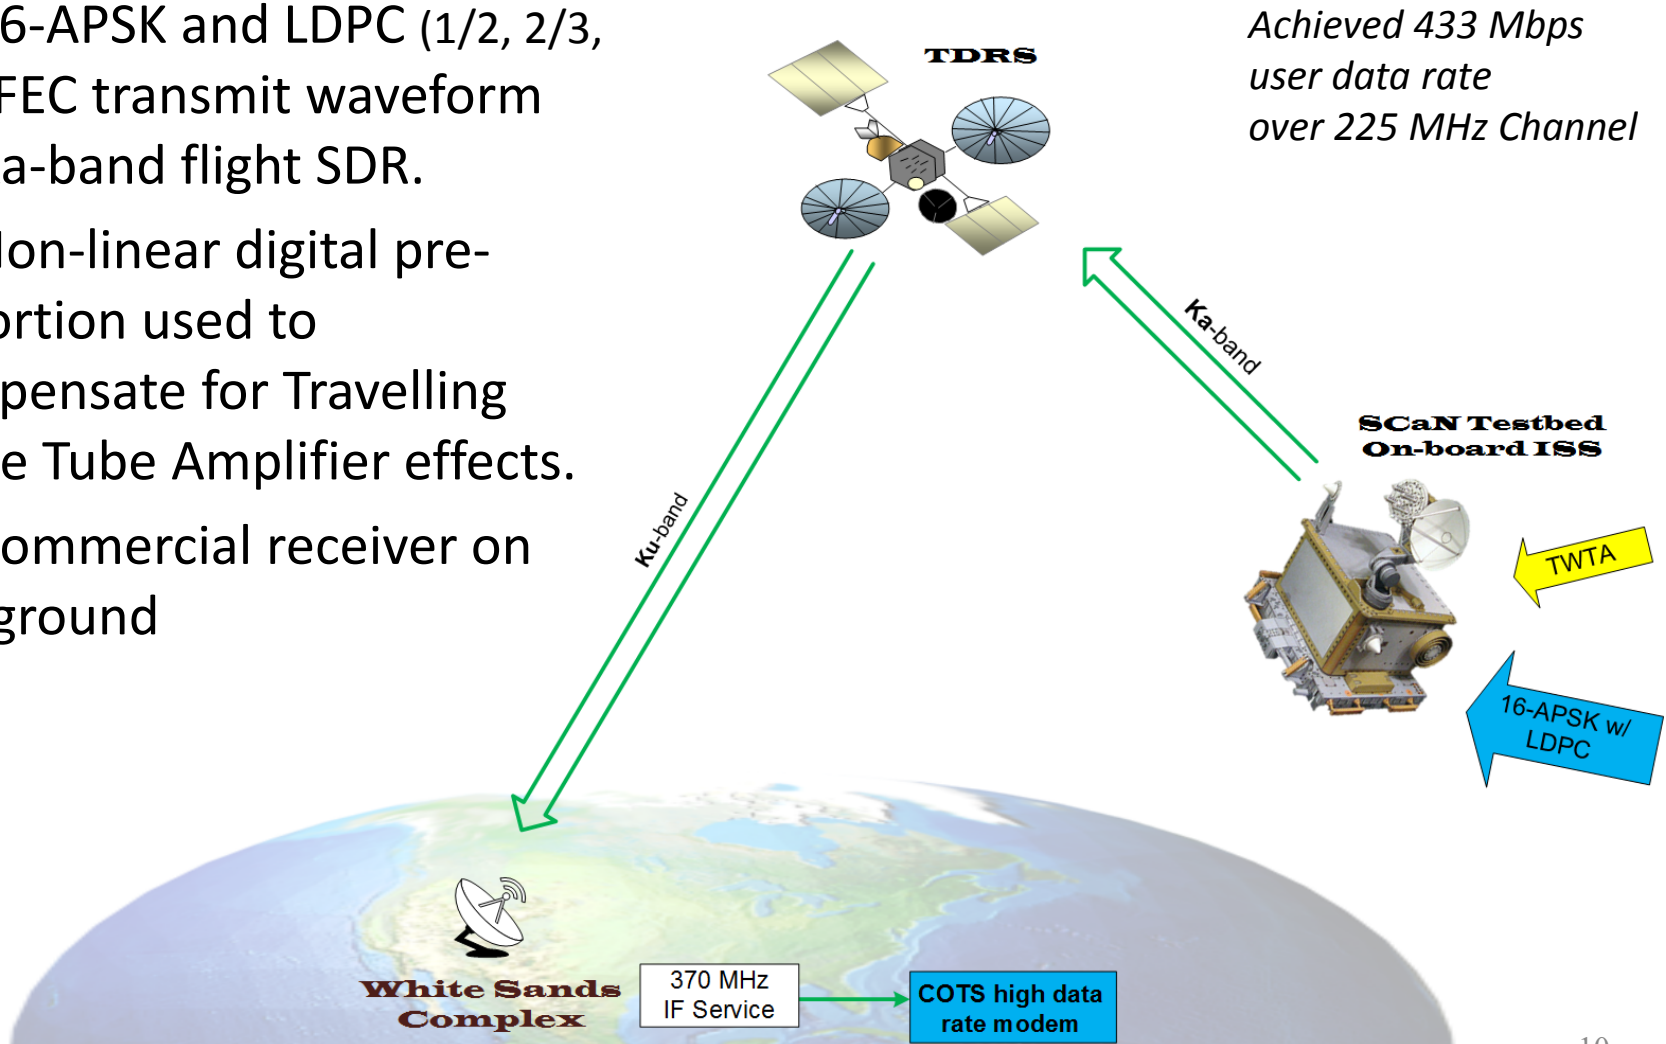 6-APSK and LDPC (1/2, 2/3,
FEC transmit waveform
a-band flight SDR.
on-linear digital pre-
ortion used to
pensate for Travelling
e Tube Amplifier effects.
ommercial receiver on
ground
Achieved 433 Mbps
user data rate
over 225 MHz Channel
TDRS
Ka-band
SCaN Testbed
On-board ISS
TWTA
16-APSK w/
LDPC
Ku-band
White Sands
Complex
370 MHz
IF Service
COTS high data
rate modem